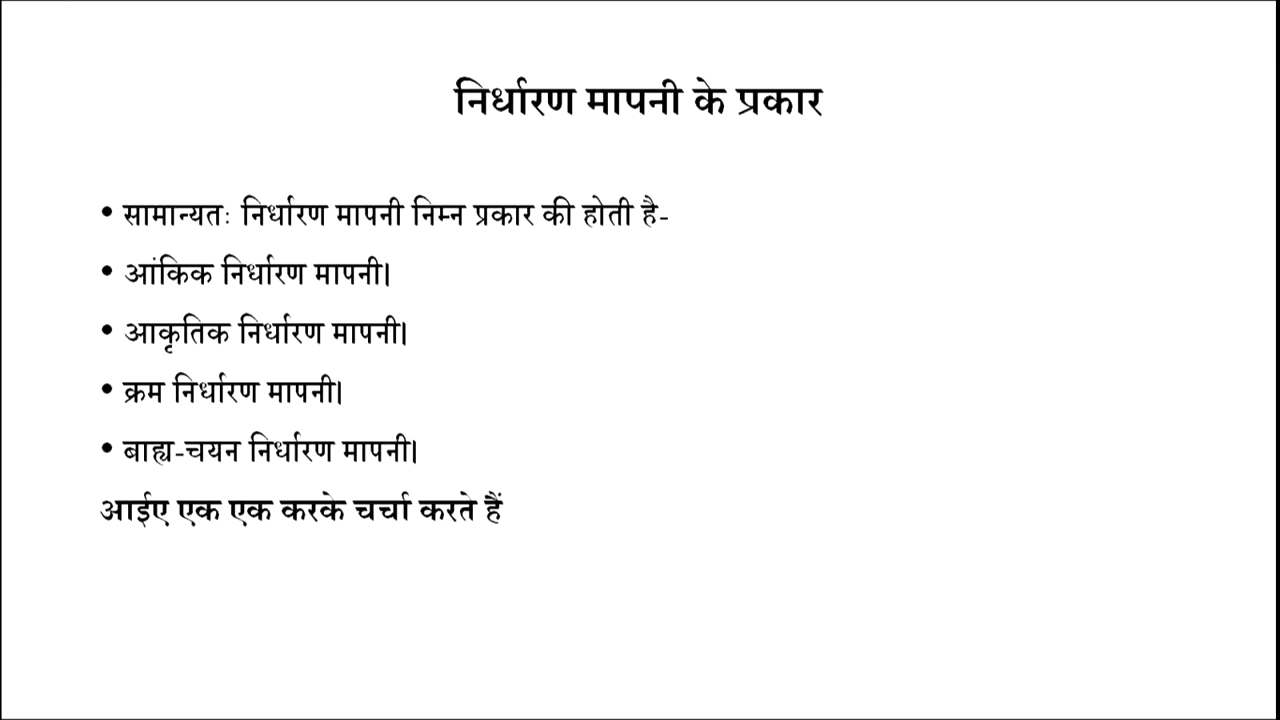 निर्धारण मापनी के प्रकार
• सामान्यतः निर्धारण मापनी निम्न प्रकार की होती है-
• आंकिक निर्धारण मापनी।
• आकृतिक निर्धारण मापनी।
• क्रम निर्धारण मापनी।
• बाह्य-चयन निर्धारण मापनी।
आईए एक एक करके चर्चा करते हैं